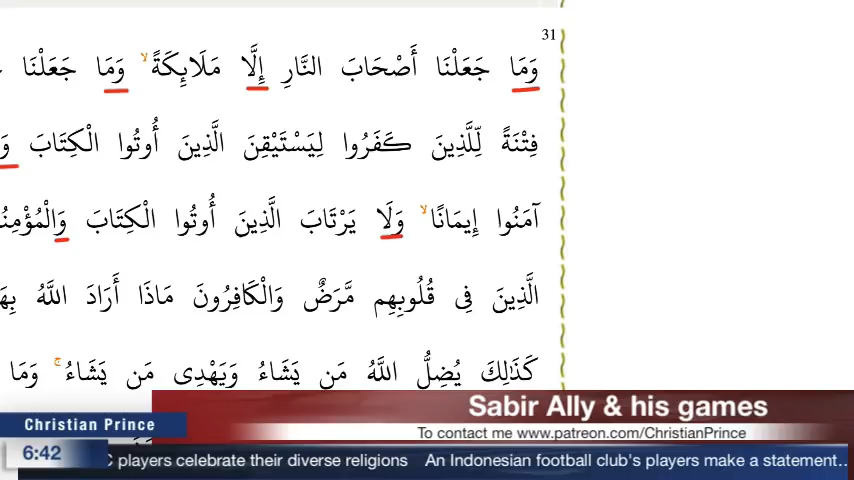 31
وَمَا جَعَلْنَا أَصْحَابَ النَّارِ إِلَّا مَلَائِكَةً ۙ وَمَا جَعَلْنَا
فِتْنَةً لِّلَّذِينَ كَفَرُوا لِيَسْتَيْقِنَ الَّذِينَ أُوتُوا الْكِتَابَ
آمَنُوا إِيمَانًا ۙ وَلَا يَرْتَابَ الَّذِينَ أُوتُوا الْكِتَابَ
الَّذِينَ فِى قُلُوبِهِم مَّرَضٌ وَالْكَافِرُونَ مَاذَا أَرَادَ اللَّهُ
كَذَٰلِكَ يُضِلُّ اللَّهُ مَن يَشَاءُ وَيَهْدِى مَن يَشَاءُ ۚ وَمَا
Sabir Ally & his games
Christian Prince
To contact me www.patreon.com/ChristianPrince
6:42
C players celebrate their diverse religions An Indonesian football club's players make a statement...